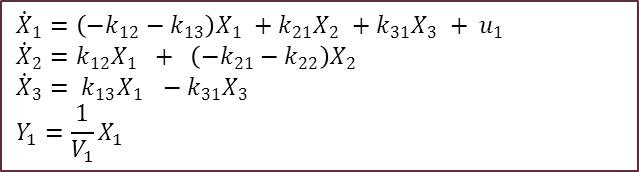 Ẋ₁ = (−k₁₂ − k₁₃)X₁ + k₂₁X₂ + k₃₁X₃ + u₁
Ẋ₂ = k₁₂X₁ + (−k₂₁ − k₂₂)X₂
Ẋ₃ = k₁₃X₁ − k₃₁X₃
Y₁ = 1/V₁ X₁